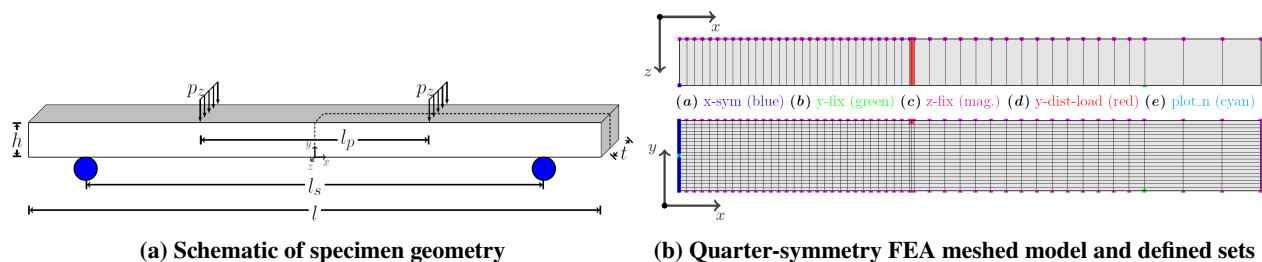 p_z
p_z
h
l_p
y
x
z
t
l_s
l
(a) Schematic of specimen geometry
x
z
(a) x-sym (blue) (b) y-fix (green) (c) z-fix (mag.) (d) y-dist-load (red) (e) plot_n (cyan)
y
x
(b) Quarter-symmetry FEA meshed model and defined sets